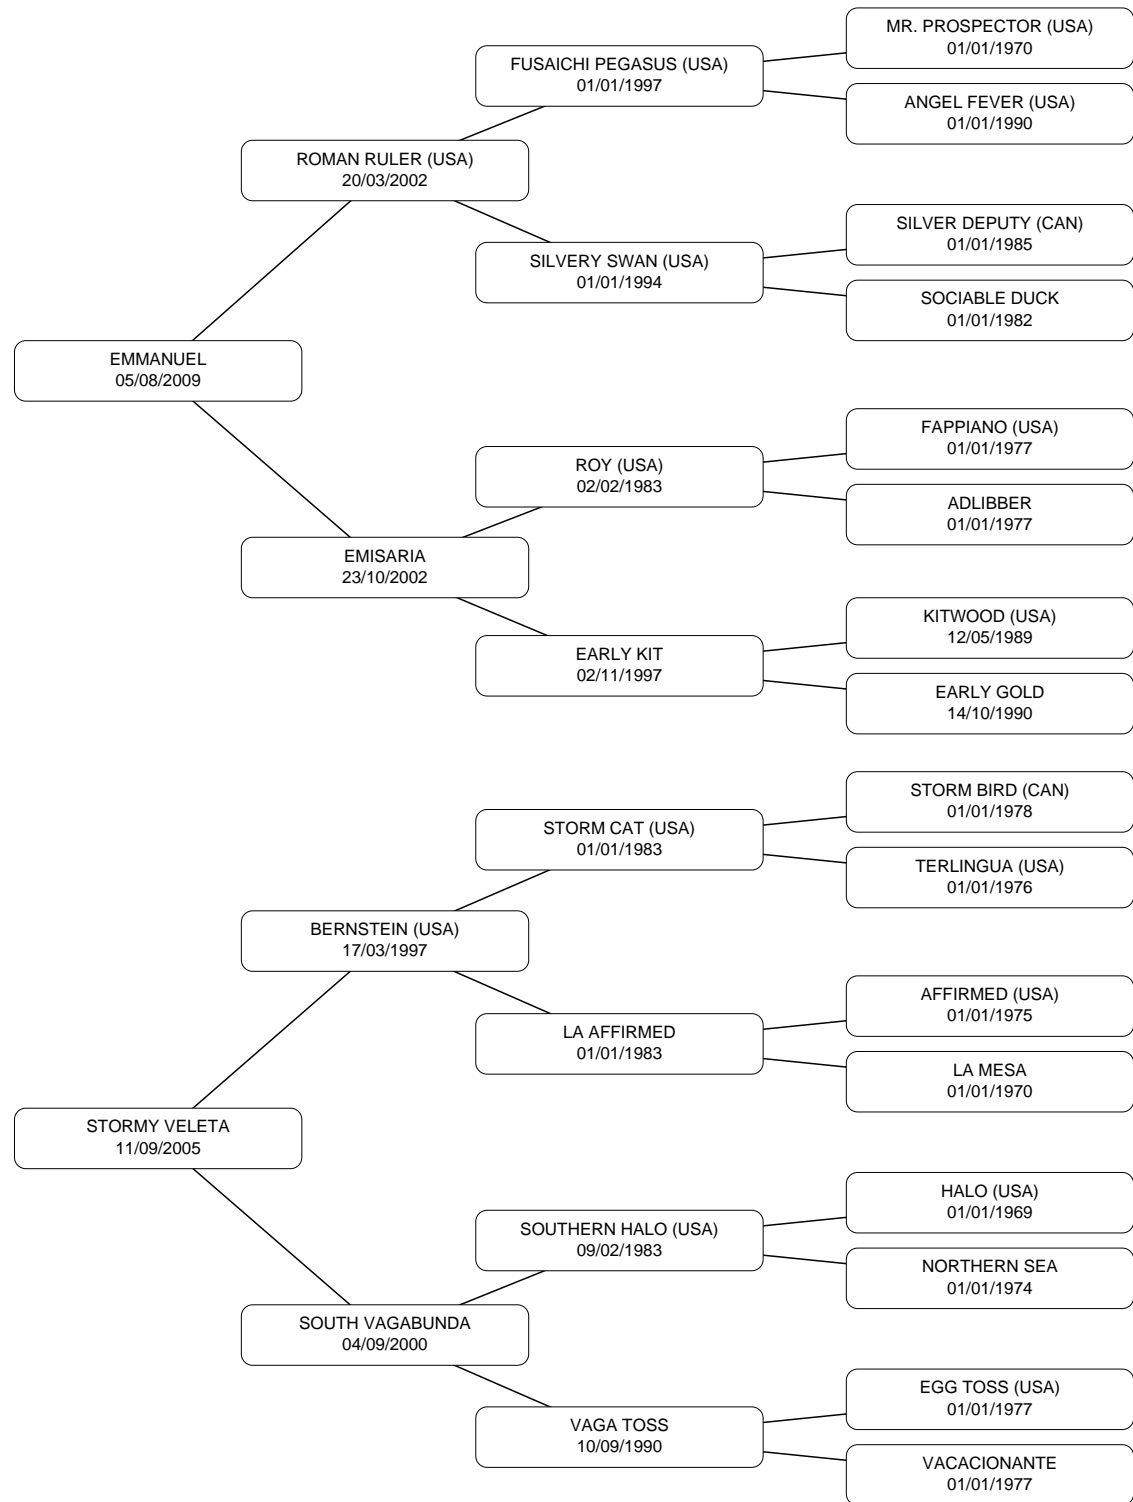 MR. PROSPECTOR (USA)
01/01/1970
FUSAICHI PEGASUS (USA)
01/01/1997
ANGEL FEVER (USA)
01/01/1990
ROMAN RULER (USA)
20/03/2002
SILVER DEPUTY (CAN)
01/01/1985
SILVERY SWAN (USA)
01/01/1994
SOCIABLE DUCK
01/01/1982
EMMANUEL
05/08/2009
FAPPIANO (USA)
01/01/1977
ROY (USA)
02/02/1983
ADLIBBER
01/01/1977
EMISARIA
23/10/2002
KITWOOD (USA)
12/05/1989
EARLY KIT
02/11/1997
EARLY GOLD
14/10/1990
STORM BIRD (CAN)
01/01/1978
STORM CAT (USA)
01/01/1983
TERLINGUA (USA)
01/01/1976
BERNSTEIN (USA)
17/03/1997
AFFIRMED (USA)
01/01/1975
LA AFFIRMED
01/01/1983
LA MESA
01/01/1970
STORMY VELETA
11/09/2005
HALO (USA)
01/01/1969
SOUTHERN HALO (USA)
09/02/1983
NORTHERN SEA
01/01/1974
SOUTH VAGABUNDA
04/09/2000
EGG TOSS (USA)
01/01/1977
VAGA TOSS
10/09/1990
VACACIONANTE
01/01/1977